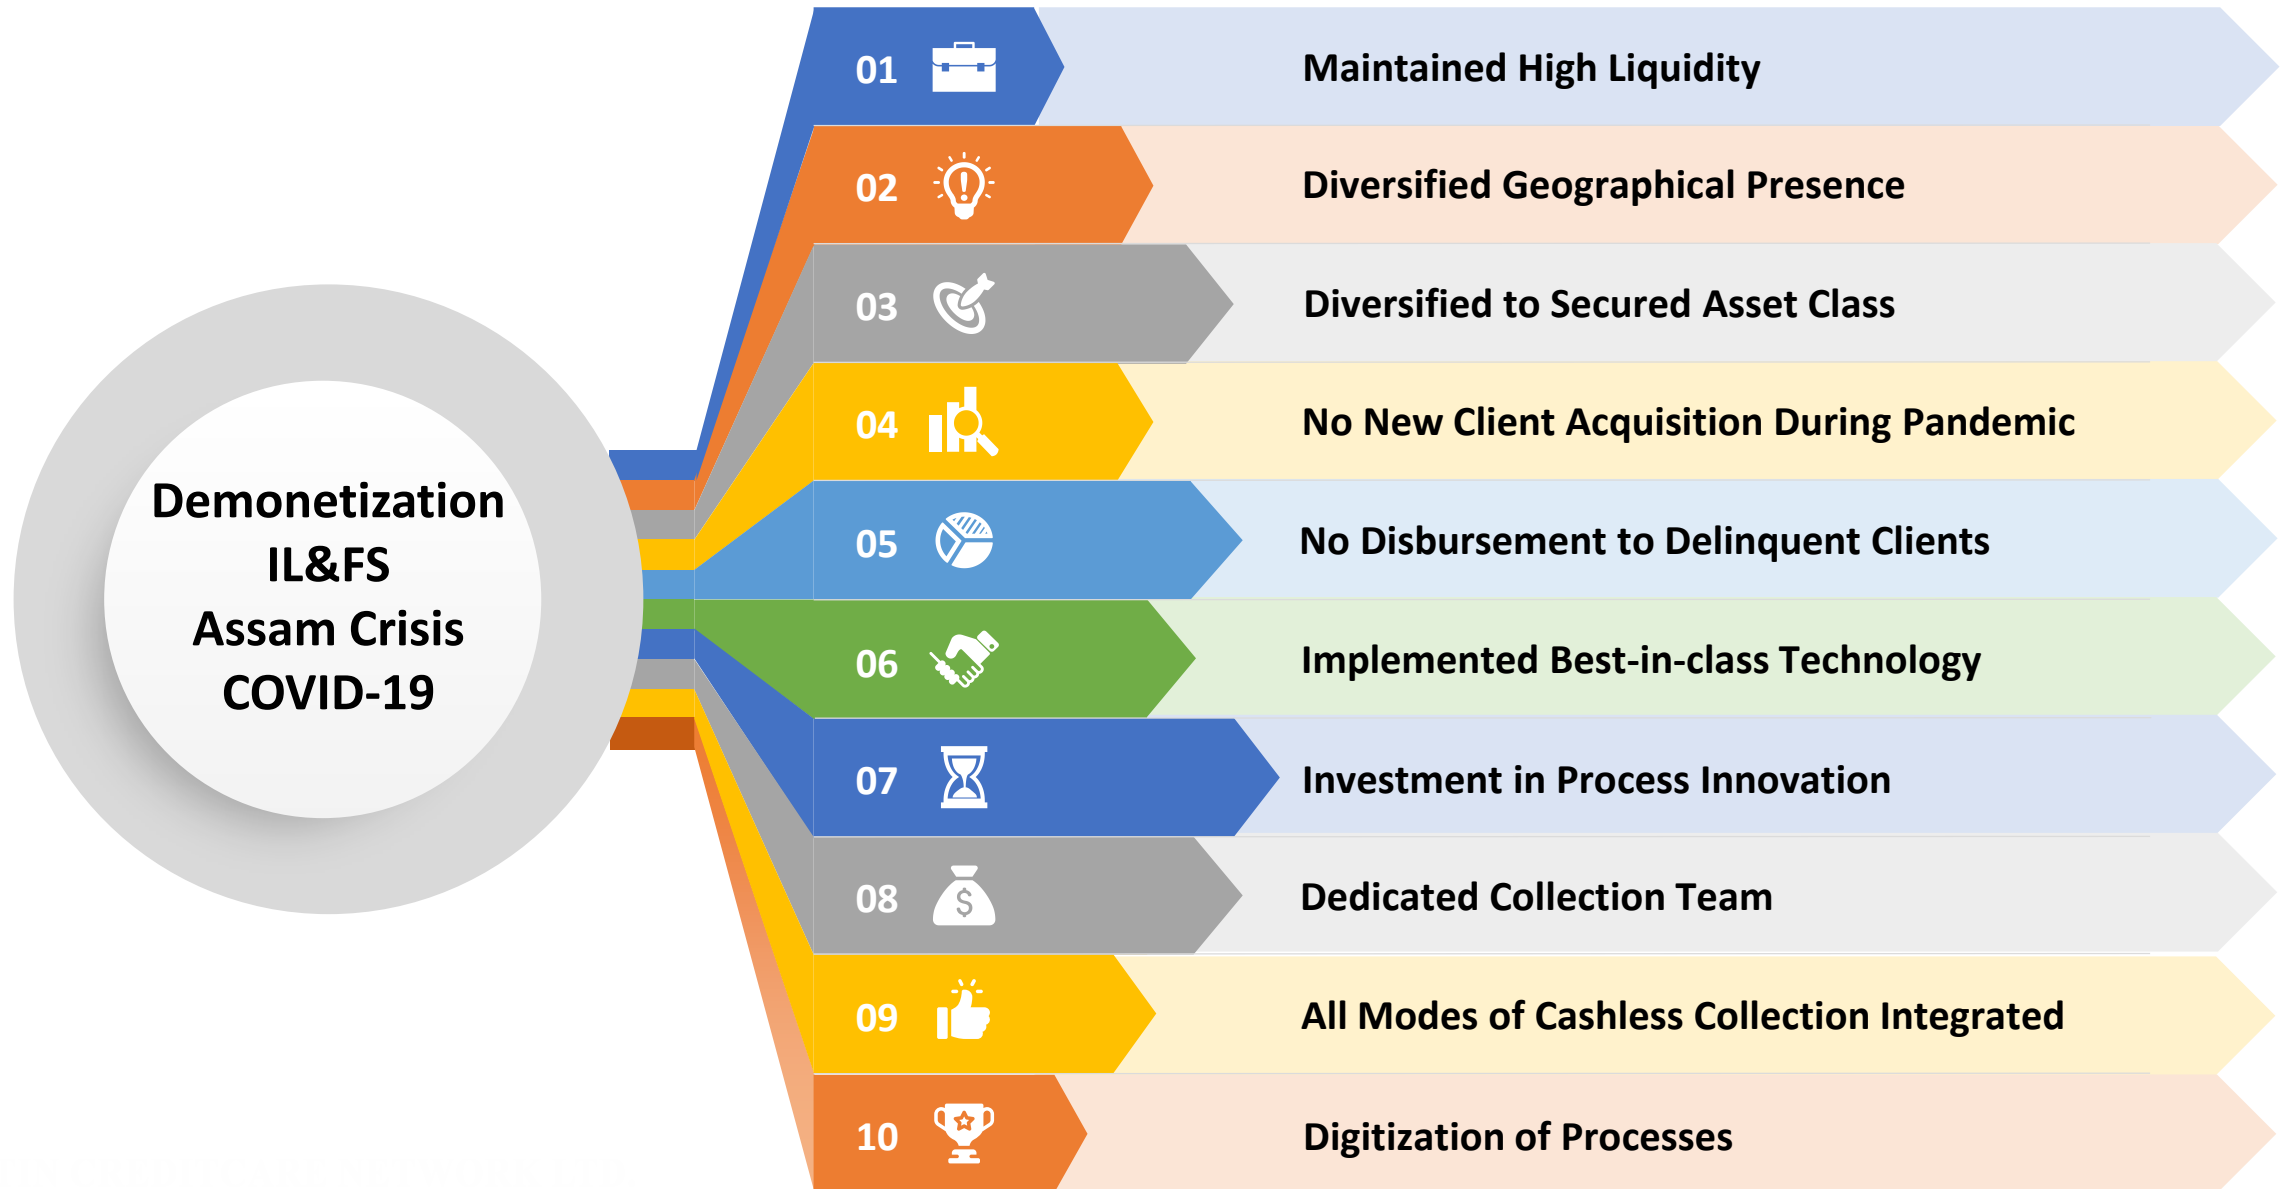 Demonetization
IL&FS
Assam Crisis
COVID-19
01 Maintained High Liquidity
02 Diversified Geographical Presence
03 Diversified to Secured Asset Class
04 No New Client Acquisition During Pandemic
05 No Disbursement to Delinquent Clients
06 Implemented Best-in-class Technology
07 Investment in Process Innovation
08 $ Dedicated Collection Team
09 All Modes of Cashless Collection Integrated
10 Digitization of Processes